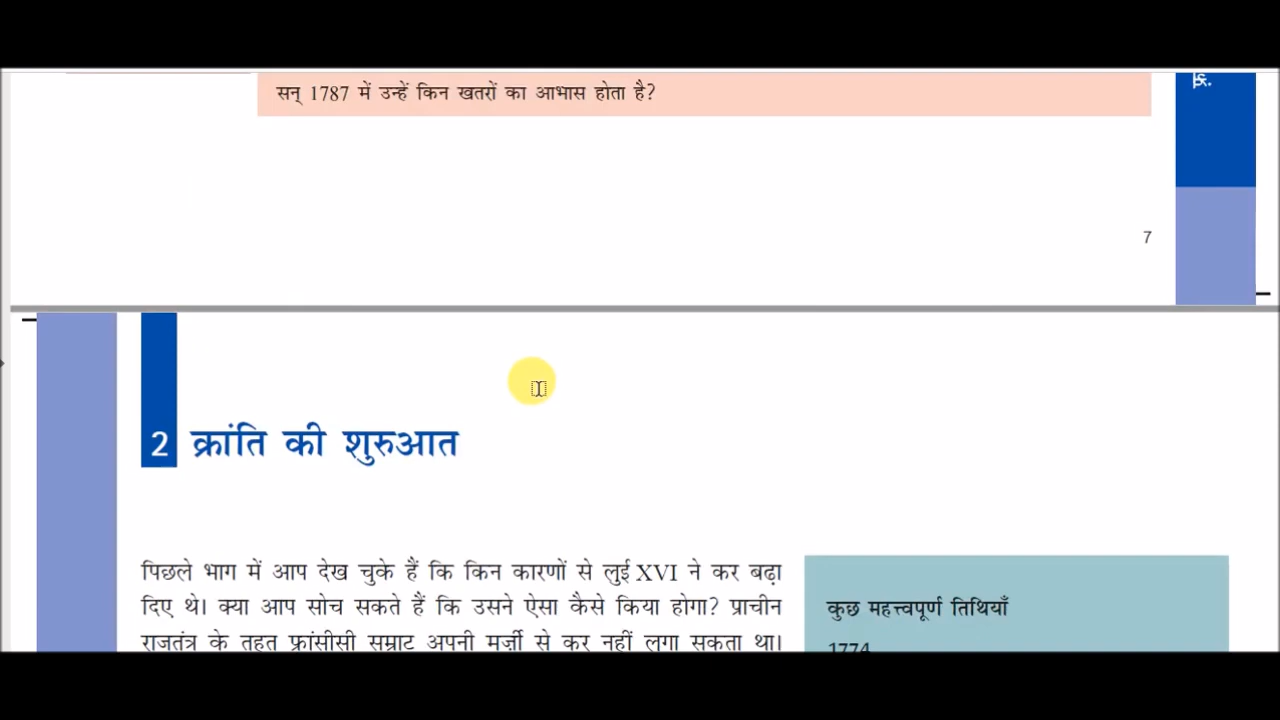 सन् 1787 में उन्हें किन खतरों का आभास होता है?
7
2 क्रांति की शुरुआत
पिछले भाग में आप देख चुके हैं कि किन कारणों से लुई XVI ने कर बढ़ा
दिए थे। क्या आप सोच सकते हैं कि उसने ऐसा कैसे किया होगा? प्राचीन
राजतंत्र के तहत फ़्रांसीसी सम्राट अपनी मर्ज़ी से कर नहीं लगा सकता था।
कुछ महत्त्वपूर्ण तिथियाँ
1774